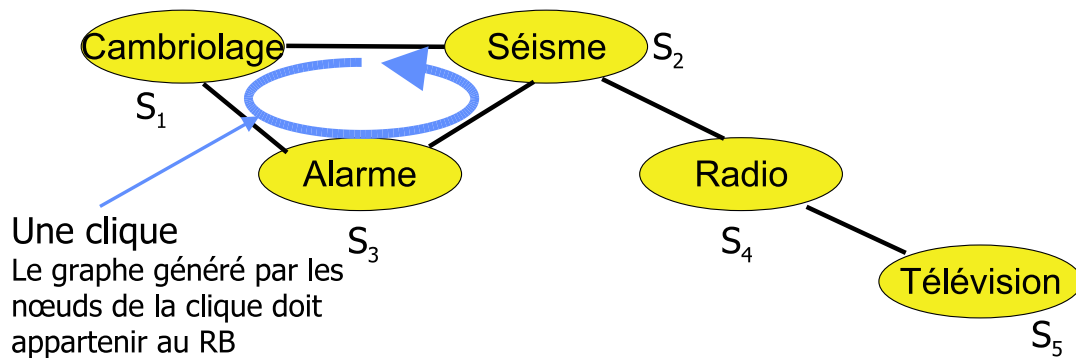 Cambriolage
Séisme
S2
S1
Alarme
Radio
Une clique
S3
S4
Le graphe généré par les
nœuds de la clique doit
appartenir au RB
Télévision
S5